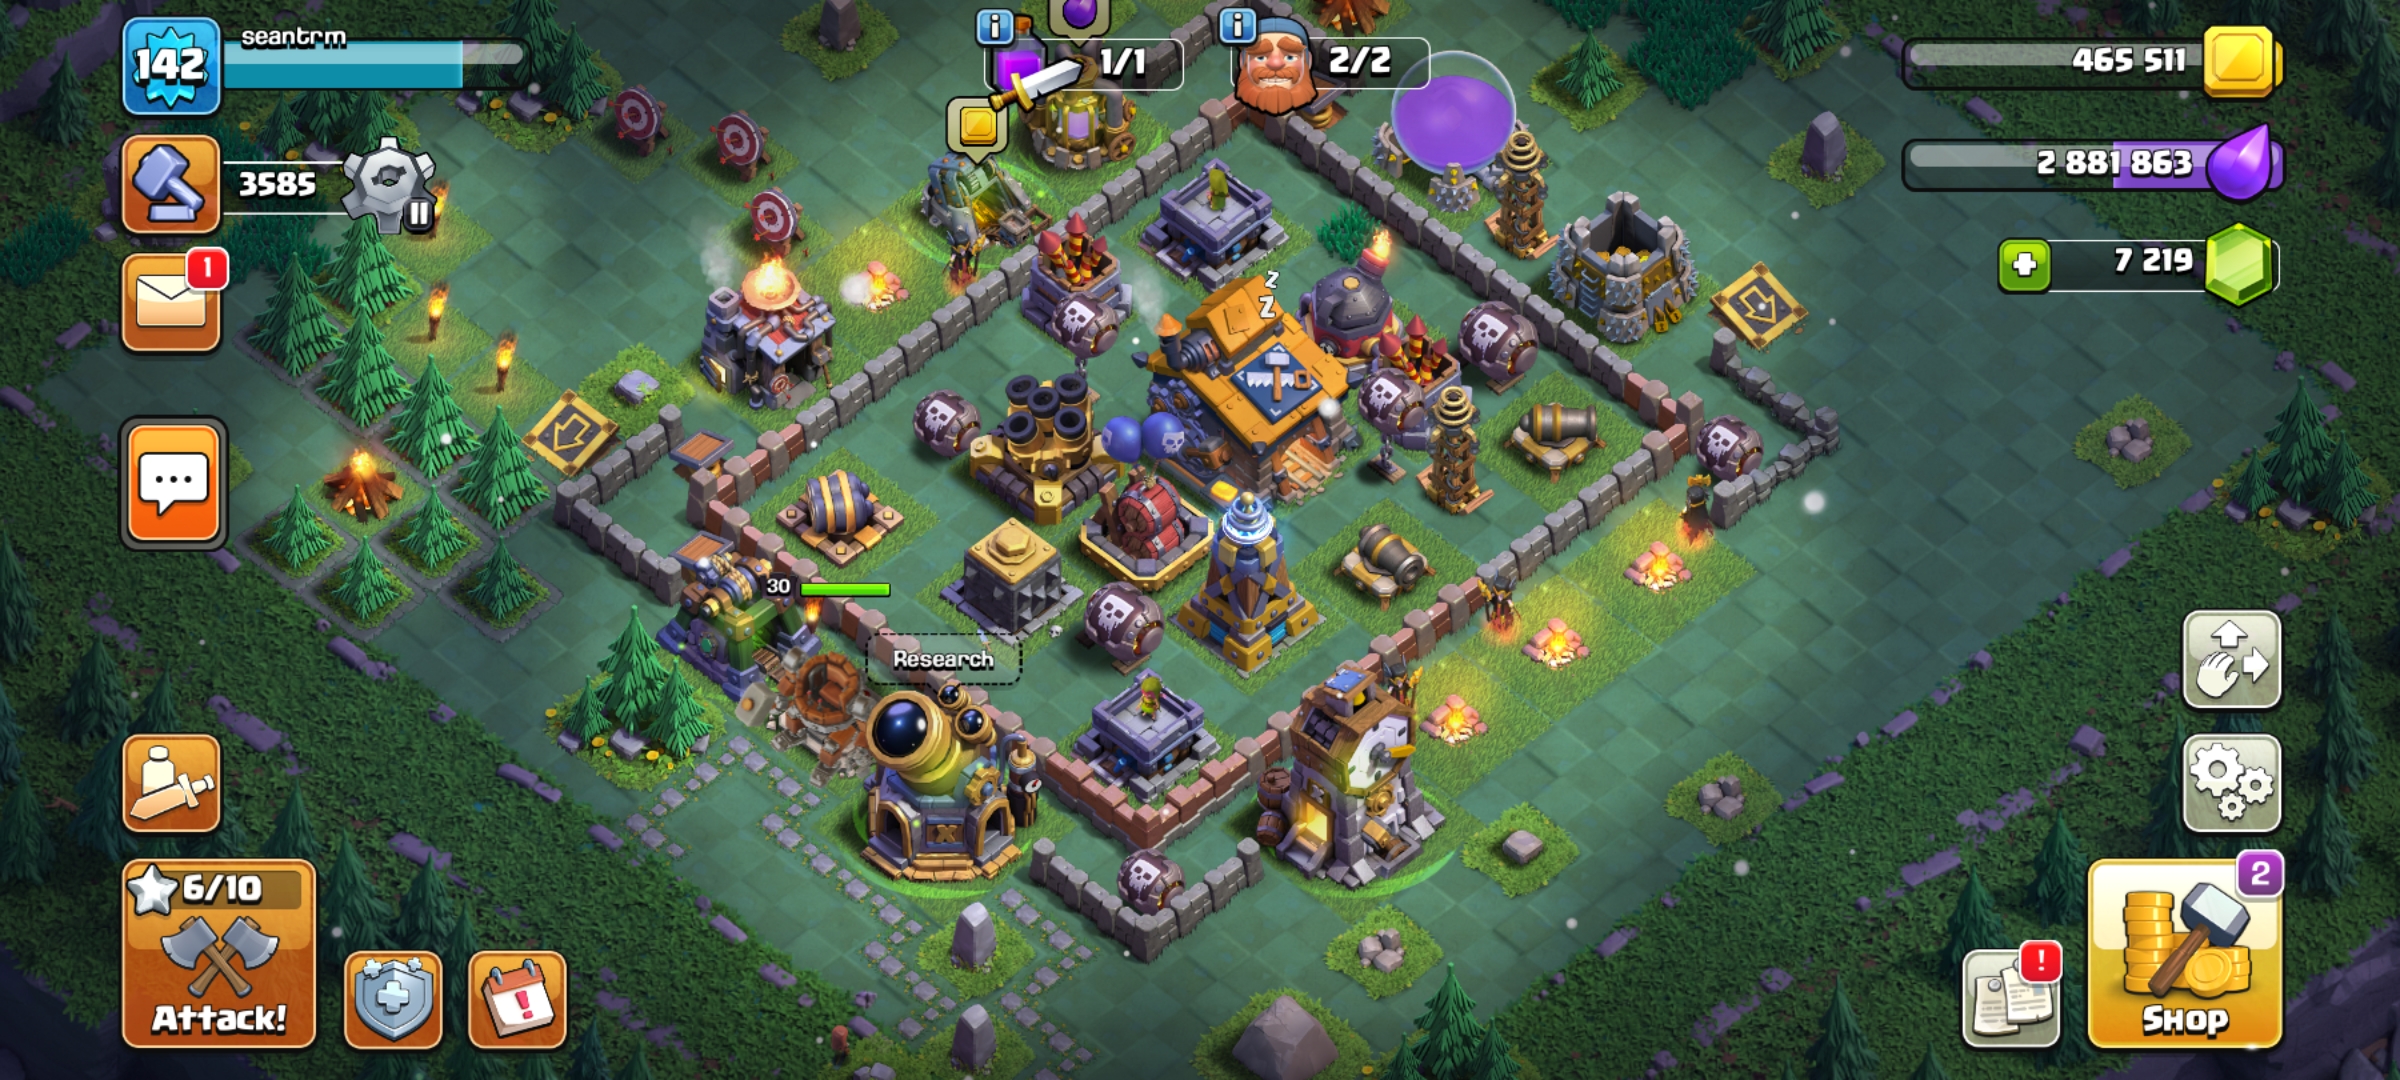 142
seantrm
1/1
2/2
465 511
3585
2 881 863
1
7 219
z
Z
30
Research
6/10
Attack!
2
!
Shop